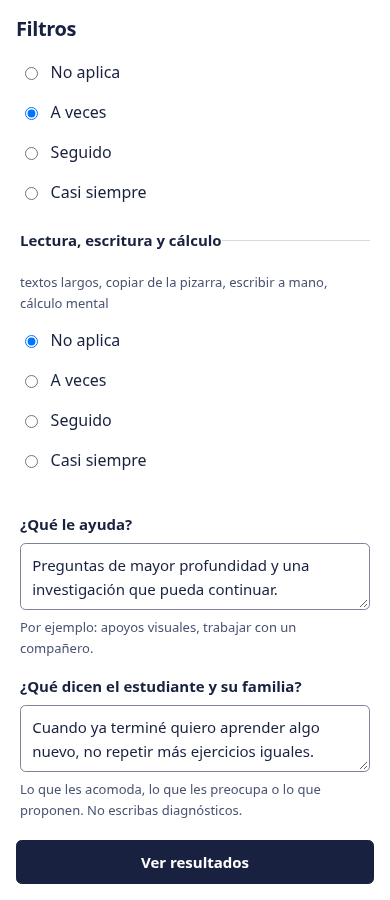 Filtros
No aplica
A veces
Seguido
Casi siempre
Lectura, escritura y cálculo
textos largos, copiar de la pizarra, escribir a mano,
cálculo mental
No aplica
A veces
Seguido
Casi siempre
¿Qué le ayuda?
Preguntas de mayor profundidad y una
investigación que pueda continuar.
Por ejemplo: apoyos visuales, trabajar con un
compañero.
¿Qué dicen el estudiante y su familia?
Cuando ya terminé quiero aprender algo
nuevo, no repetir más ejercicios iguales.
Lo que les acomoda, lo que les preocupa o lo que
proponen. No escribas diagnósticos.
Ver resultados